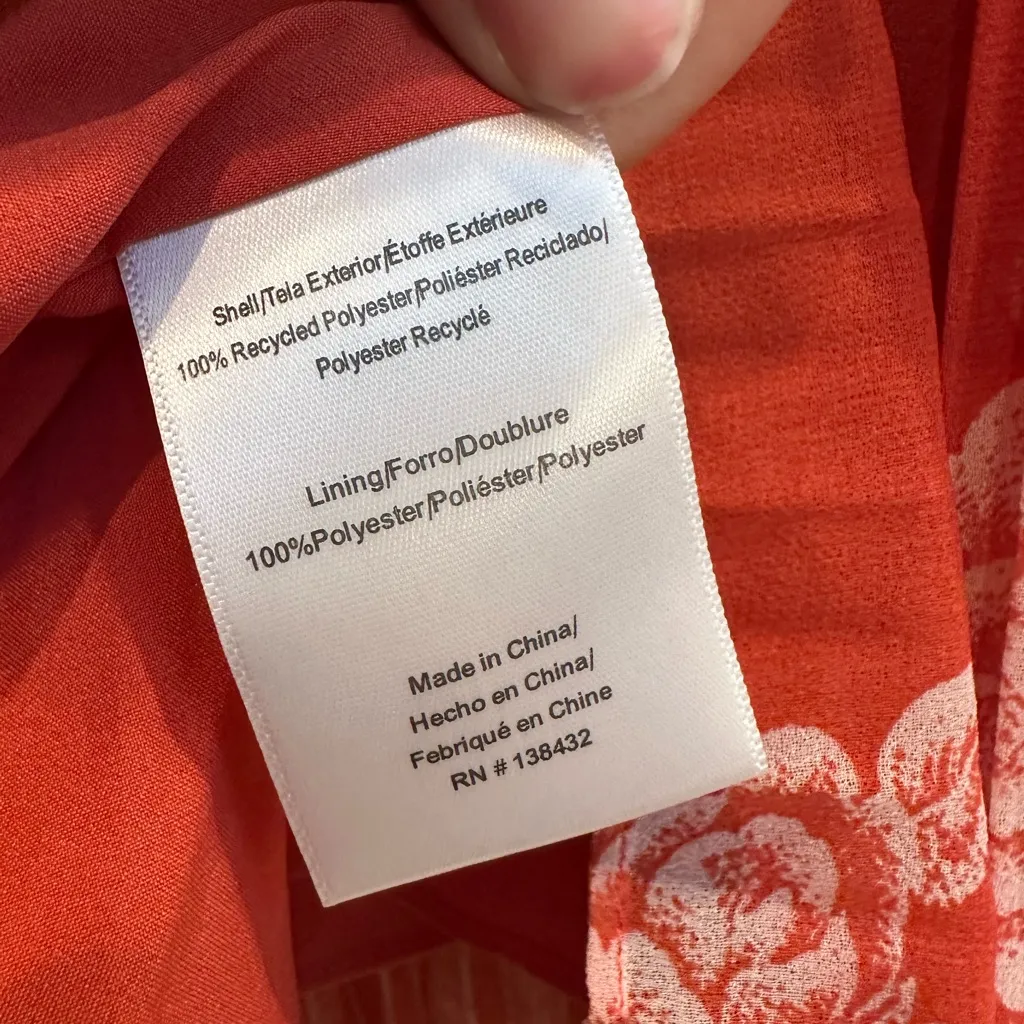 Shell/Tela Exterior/Étoffe Extérieure
100% Recycled Polyester/Poliéster Reciclado/
Polyester Recyclé
Lining/Forro/Doublure
100%Polyester/Poliéster/Polyester
Made in China/
Hecho en China/
Febriqué en Chine
RN # 138432